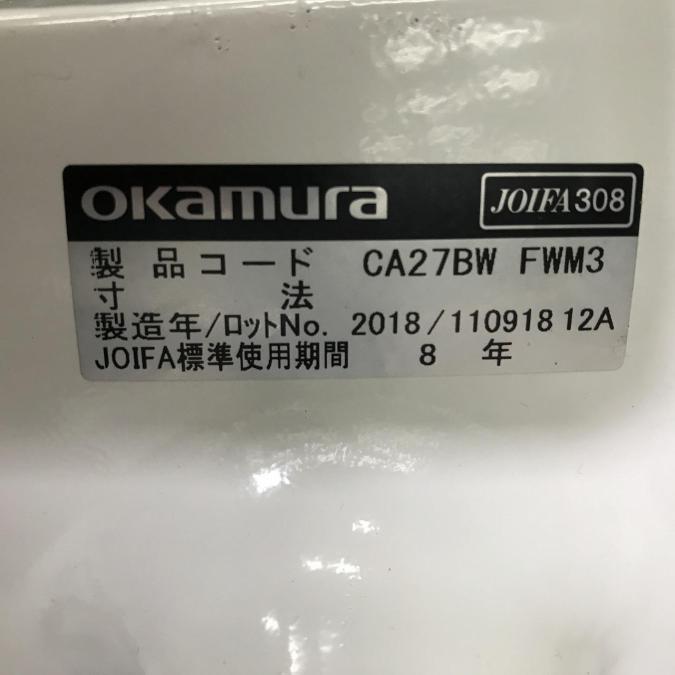 okamura JOIFA308
製品コード CA27BW FWM3
寸法
製造年/ロットNo. 2018/110918 12A
JOIFA標準使用期間 8 年